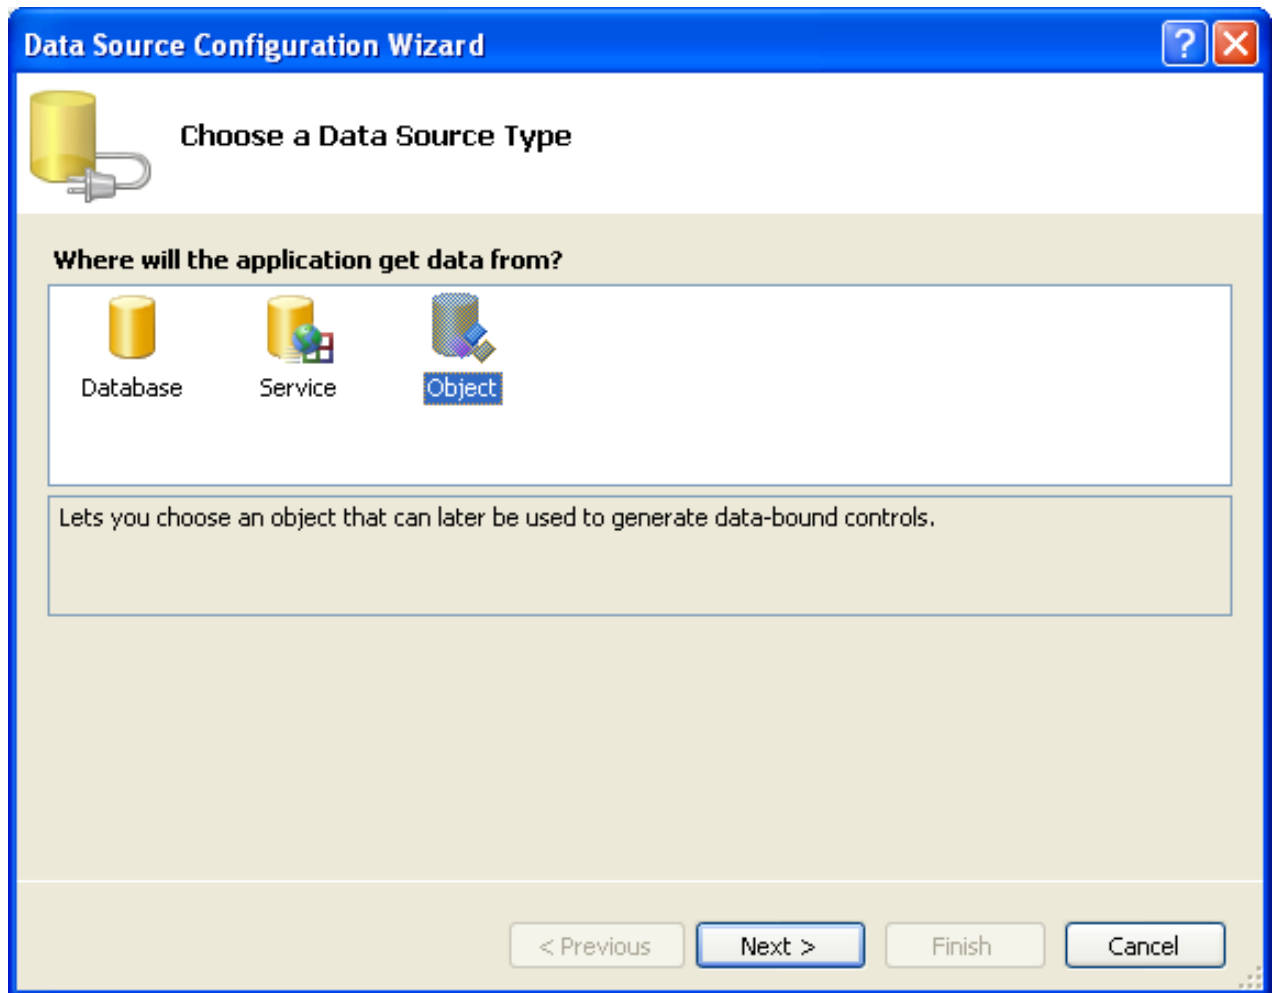 Data Source Configuration Wizard
Choose a Data Source Type
Where will the application get data from?
Database Service Object
Lets you choose an object that can later be used to generate data-bound controls.
< Previous Next > Finish Cancel